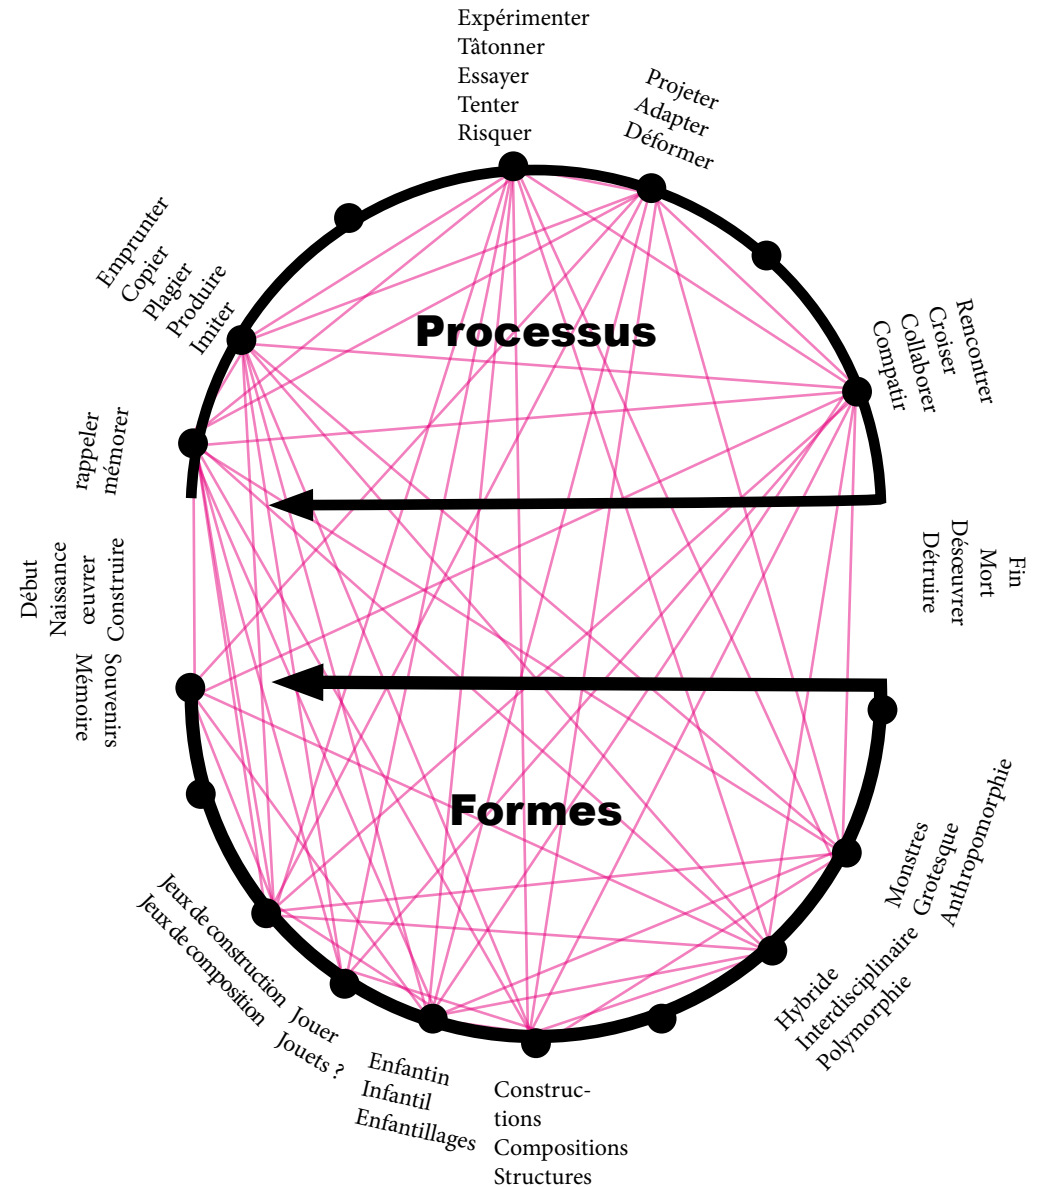 Expérimenter
Tâtonner
Essayer
Tenter
Risquer
Projeter
Adapter
Déformer
Emprunter
Copier
Plagier
Produire
Imiter
Processus
Rencontrer
Croiser
Collaborer
Compatir
rappeler
mémorer
Début
Naissance
œuvrer
Construire
Fin
Mort
Désœuvrer
Détruire
Souvenirs
Mémoire
Formes
Monstres
Grotesque
Anthropomorphie
Jeux de construction
Jeux de composition
Jouer
Jouets ?
Hybride
Interdisciplinaire
Polymorphie
Enfantin
Infantil
Enfantillages
Construc-
tions
Compositions
Structures